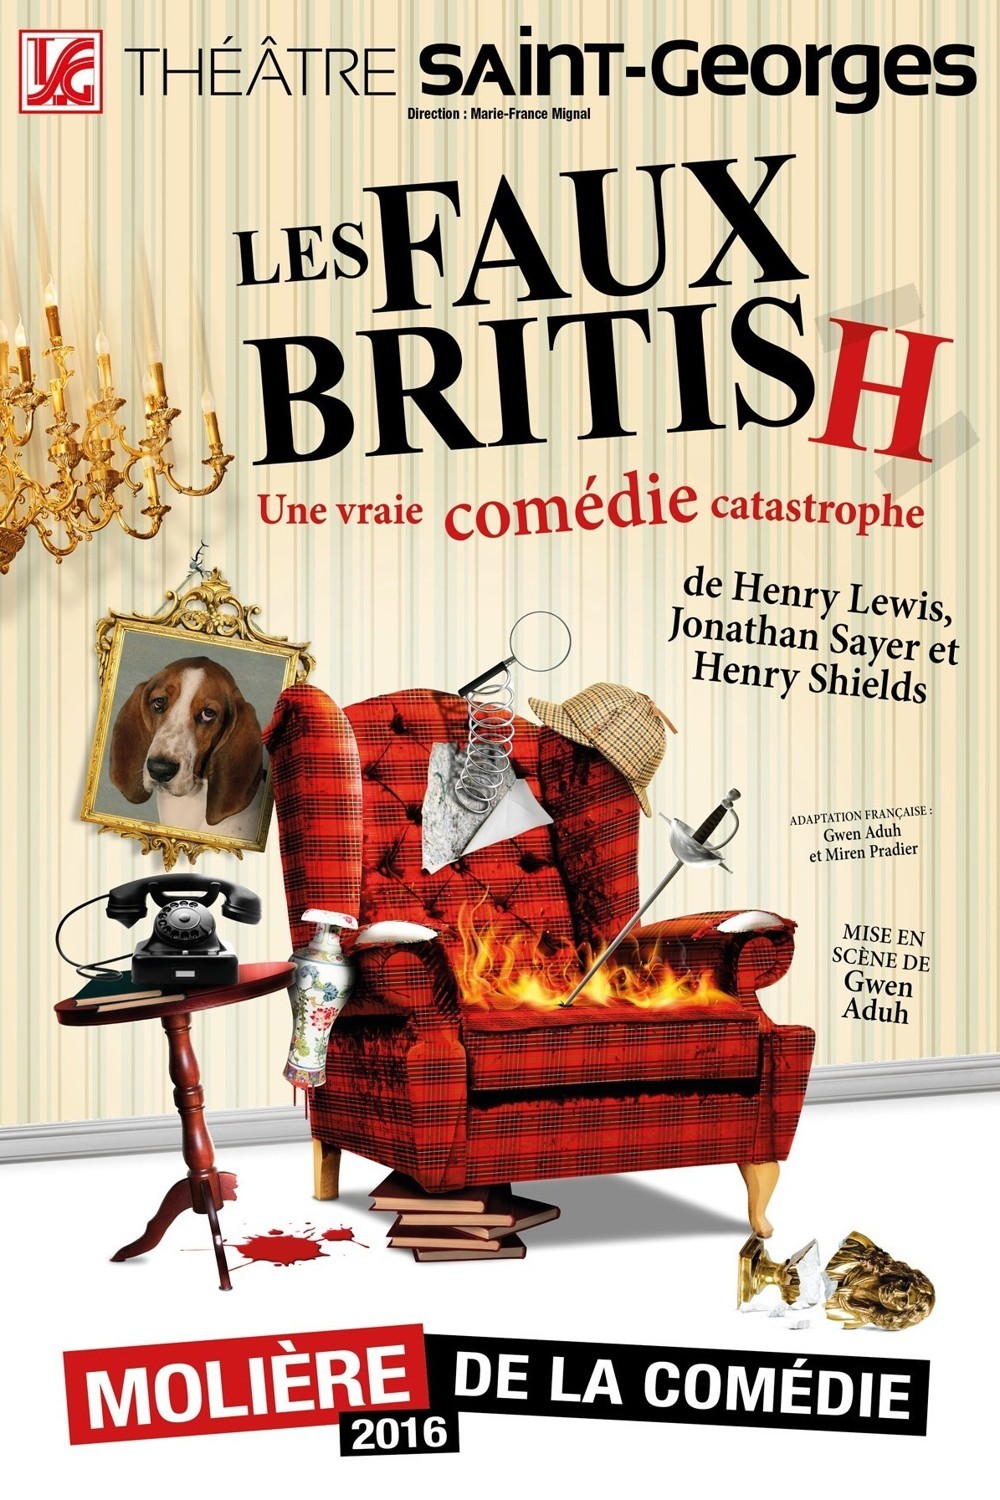 TSG
THÉÂTRE SAINT-GEORGES
Direction : Marie-France Mignal
LES FAUX
BRITISH
Une vraie comédie catastrophe
de Henry Lewis,
Jonathan Sayer et
Henry Shields
ADAPTATION FRANÇAISE :
Gwen Aduh
et Miren Pradier
MISE EN
SCÈNE DE
Gwen
Aduh
MOLIÈRE DE LA COMÉDIE
2016